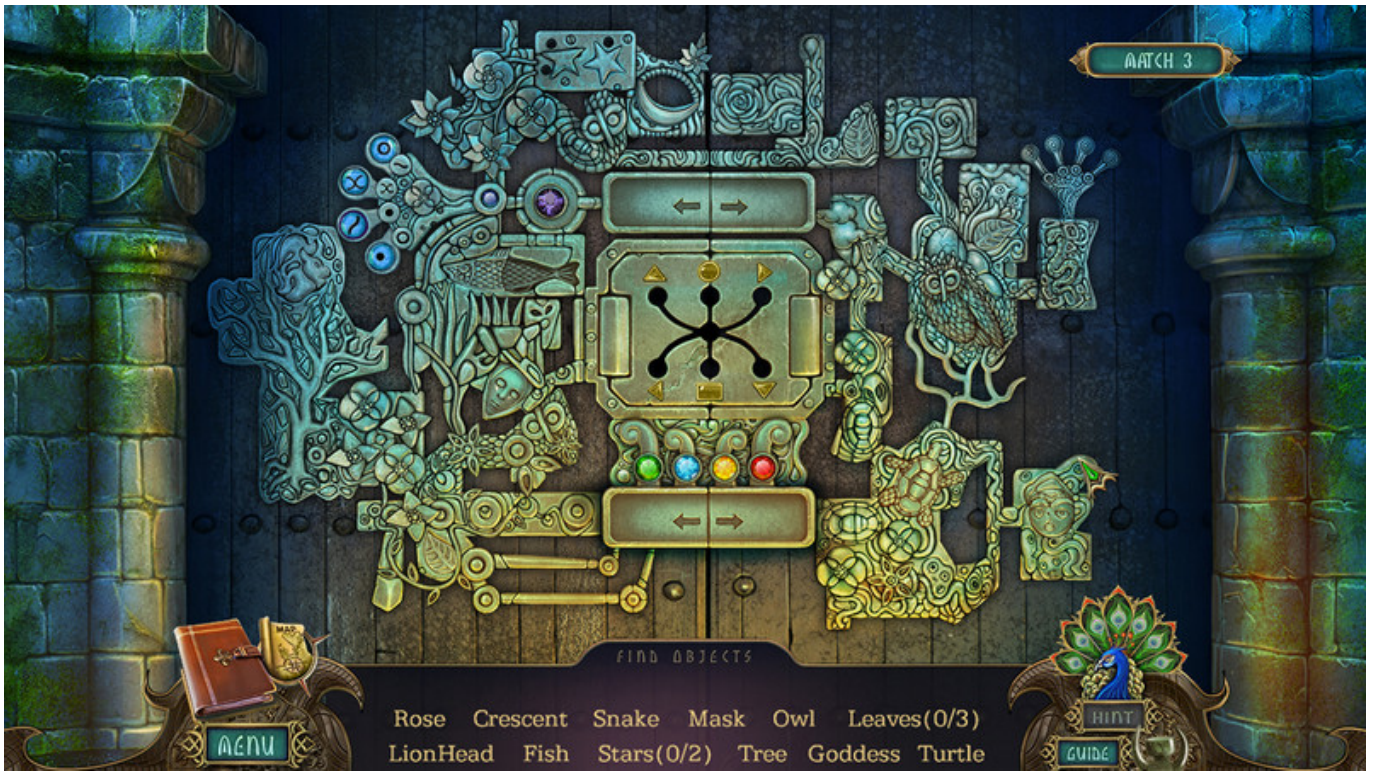 MATCH 3
MAP
FIND OBJECTS
Rose Crescent Snake Mask Owl Leaves(0/3)
LionHead Fish Stars(0/2) Tree Goddess Turtle
MENU
HINT
GUIDE